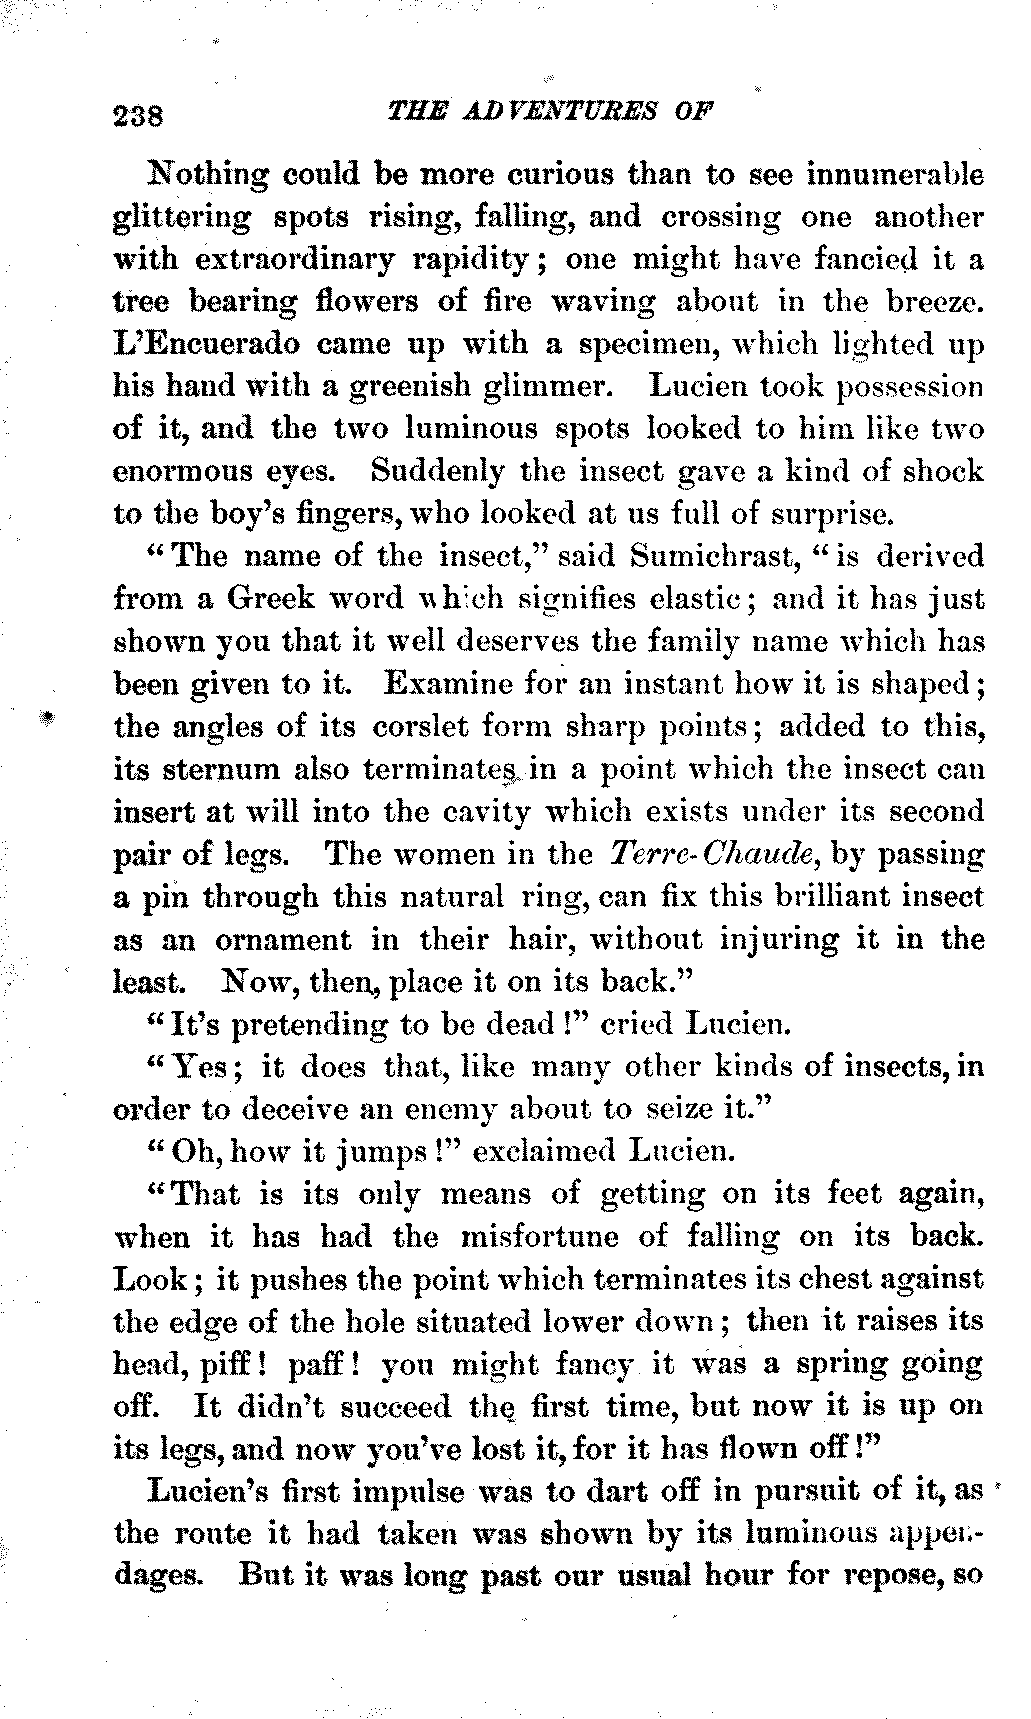 238 THE ADVENTURES OF
Nothing could be more curious than to see innumerable
glittering spots rising, falling, and crossing one another
with extraordinary rapidity; one might have fancied it a
tree bearing flowers of fire waving about in the breeze.
L'Encuerado came up with a specimen, which lighted up
his hand with a greenish glimmer. Lucien took possession
of it, and the two luminous spots looked to him like two
enormous eyes. Suddenly the insect gave a kind of shock
to the boy's fingers, who looked at us full of surprise.
"The name of the insect," said Sumichrast, "is derived
from a Greek word which signifies elastic; and it has just
shown you that it well deserves the family name which has
been given to it. Examine for an instant how it is shaped;
the angles of its corslet form sharp points; added to this,
its sternum also terminates in a point which the insect can
insert at will into the cavity which exists under its second
pair of legs. The women in the Terre-Chaude, by passing
a pin through this natural ring, can fix this brilliant insect
as an ornament in their hair, without injuring it in the
least. Now, then, place it on its back."
"It's pretending to be dead!" cried Lucien.
"Yes; it does that, like many other kinds of insects, in
order to deceive an enemy about to seize it."
"Oh, how it jumps!" exclaimed Lucien.
"That is its only means of getting on its feet again,
when it has had the misfortune of falling on its back.
Look; it pushes the point which terminates its chest against
the edge of the hole situated lower down; then it raises its
head, piff! paff! you might fancy it was a spring going
off. It didn't succeed the first time, but now it is up on
its legs, and now you've lost it, for it has flown off!"
Lucien's first impulse was to dart off in pursuit of it, as
the route it had taken was shown by its luminous appen-
dages. But it was long past our usual hour for repose, so